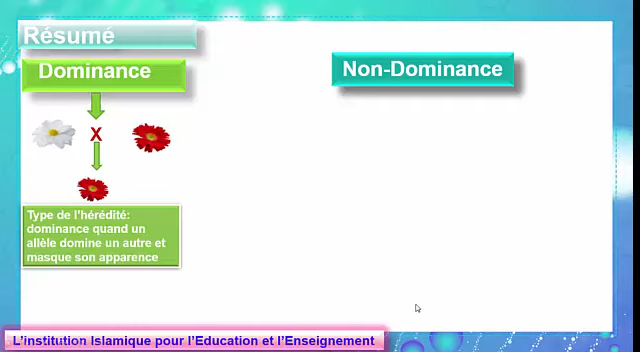 Résumé
Dominance
Non-Dominance
X
Type de l'hérédité:
dominance quand un
allèle domine un autre et
masque son apparence
L'institution Islamique pour l'Education et l'Enseignement